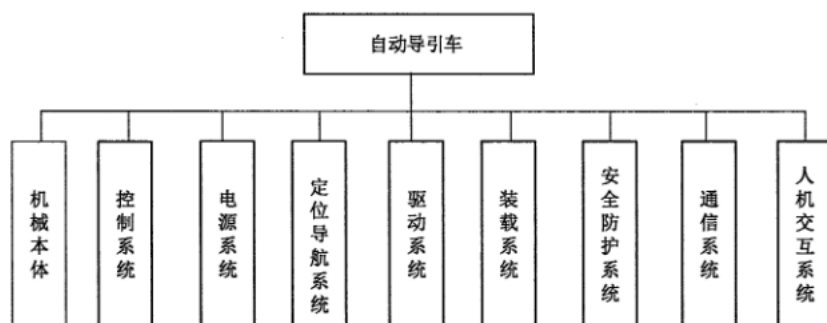 自动导引车
机械本体
控制系统
电源系统
定位导航系统
驱动系统
装载系统
安全防护系统
通信系统
人机交互系统